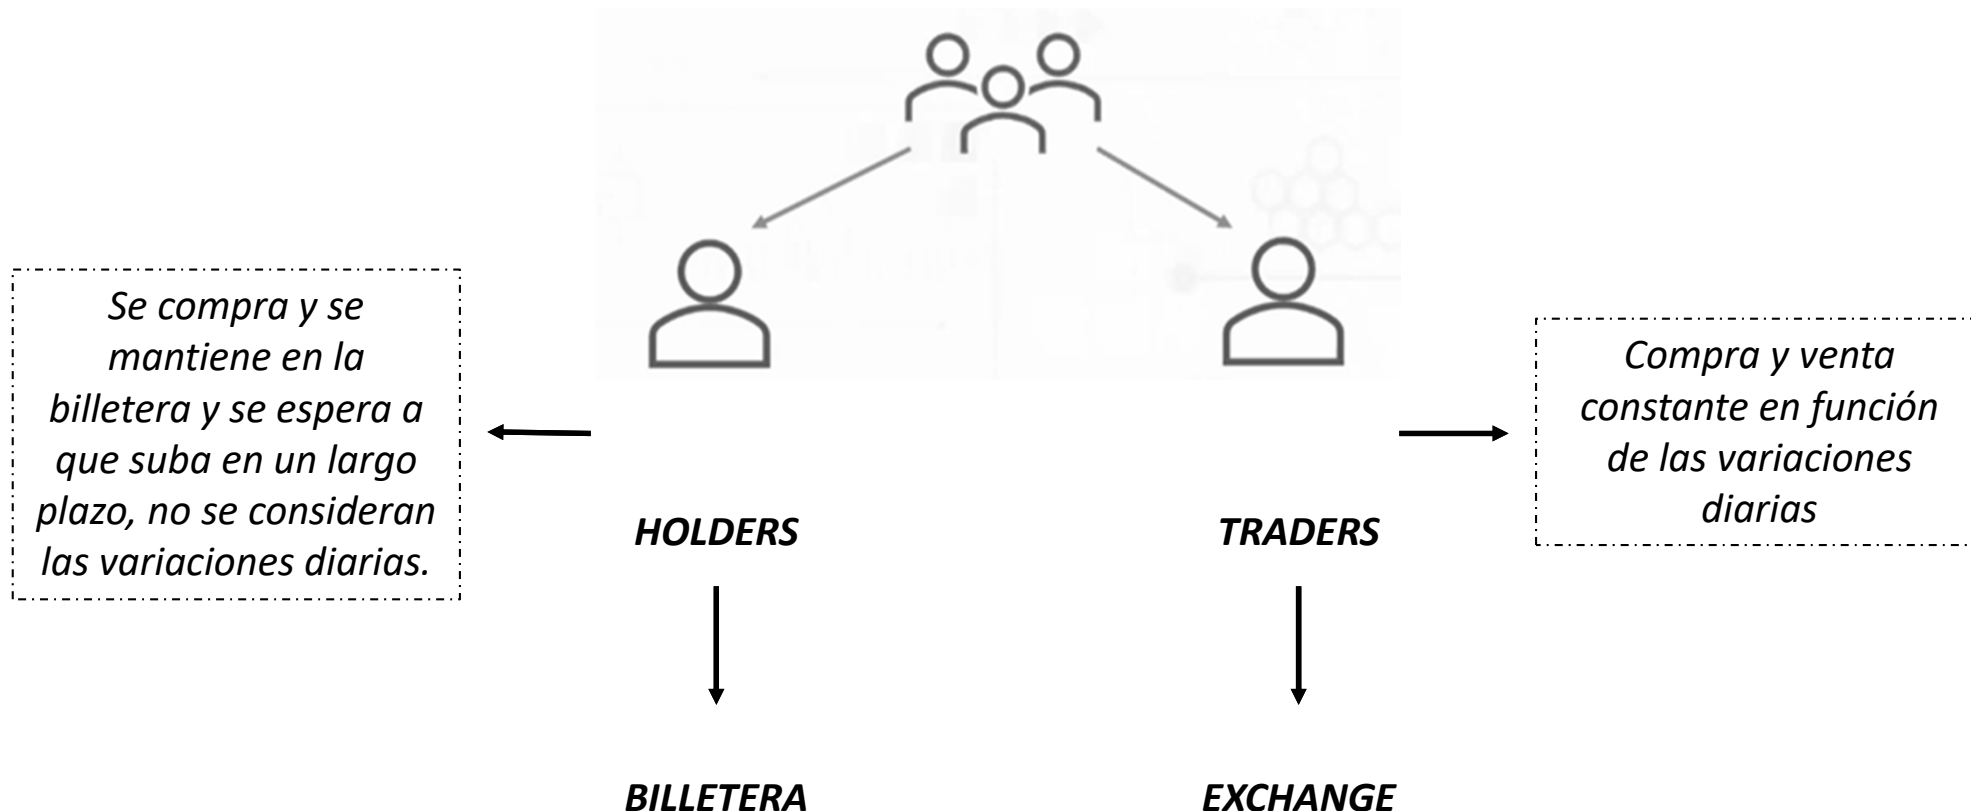 Se compra y se
mantiene en la
billetera y se espera a
que suba en un largo
plazo, no se consideran
las variaciones diarias.
HOLDERS
BILLETERA
TRADERS
EXCHANGE
Compra y venta
constante en función
de las variaciones
diarias